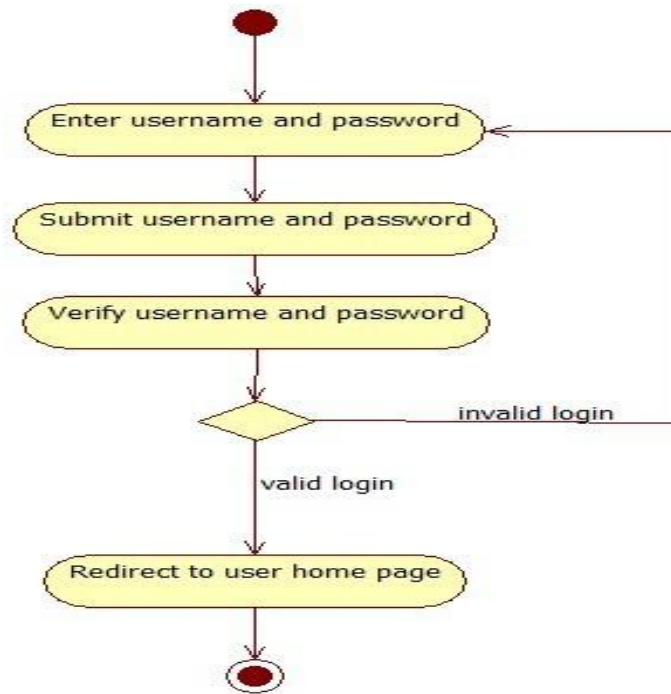 Enter username and password
Submit username and password
Verify username and password
invalid login
valid login
Redirect to user home page